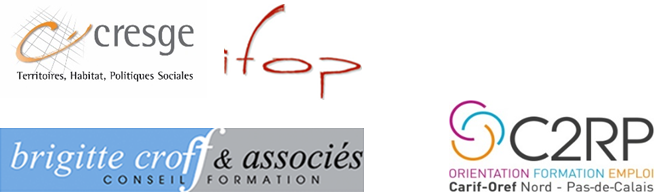 cresge
Territoires, Habitat, Politiques Sociales
ifop
brigitte croff & associés
CONSEIL FORMATION
C2RP
ORIENTATION FORMATION EMPLOI
Carif-Oref Nord - Pas-de-Calais